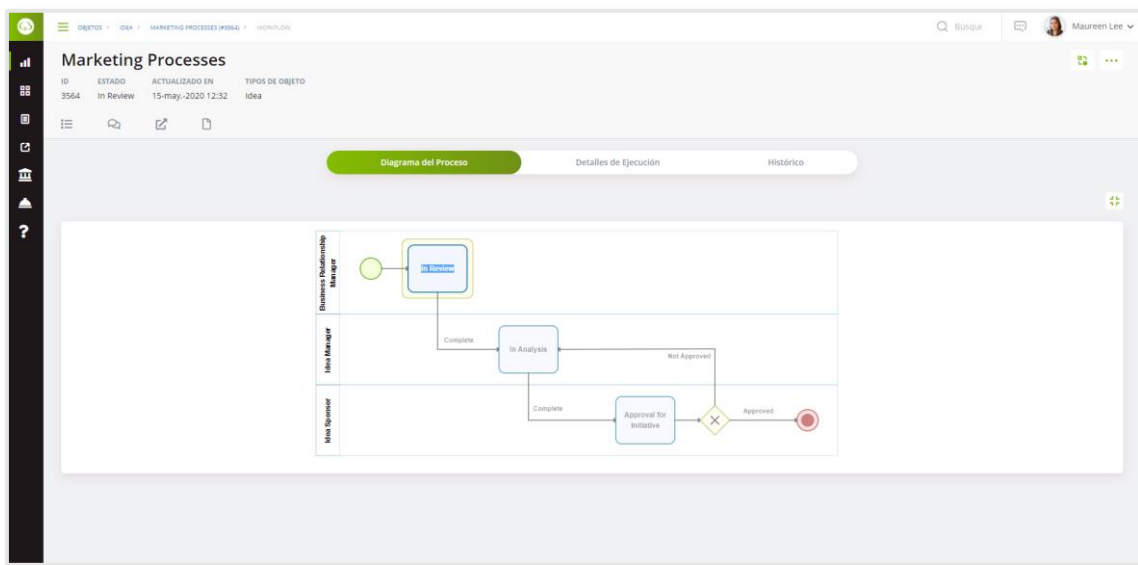 OBJETOS > IDEA > MARKETING PROCESSES (#3564) > WORKFLOW
Búsque
Maureen Lee
Marketing Processes
ID ESTADO ACTUALIZADO EN TIPOS DE OBJETO
3564 In Review 15-may.-2020 12:32 Idea
Diagrama del Proceso Detalles de Ejecución Histórico
Business Relationship
Manager
In Review
Idea Manager
Complete
In Analysis
Not Approved
Idea Sponsor
Complete
Approval for
Initiative
Approved